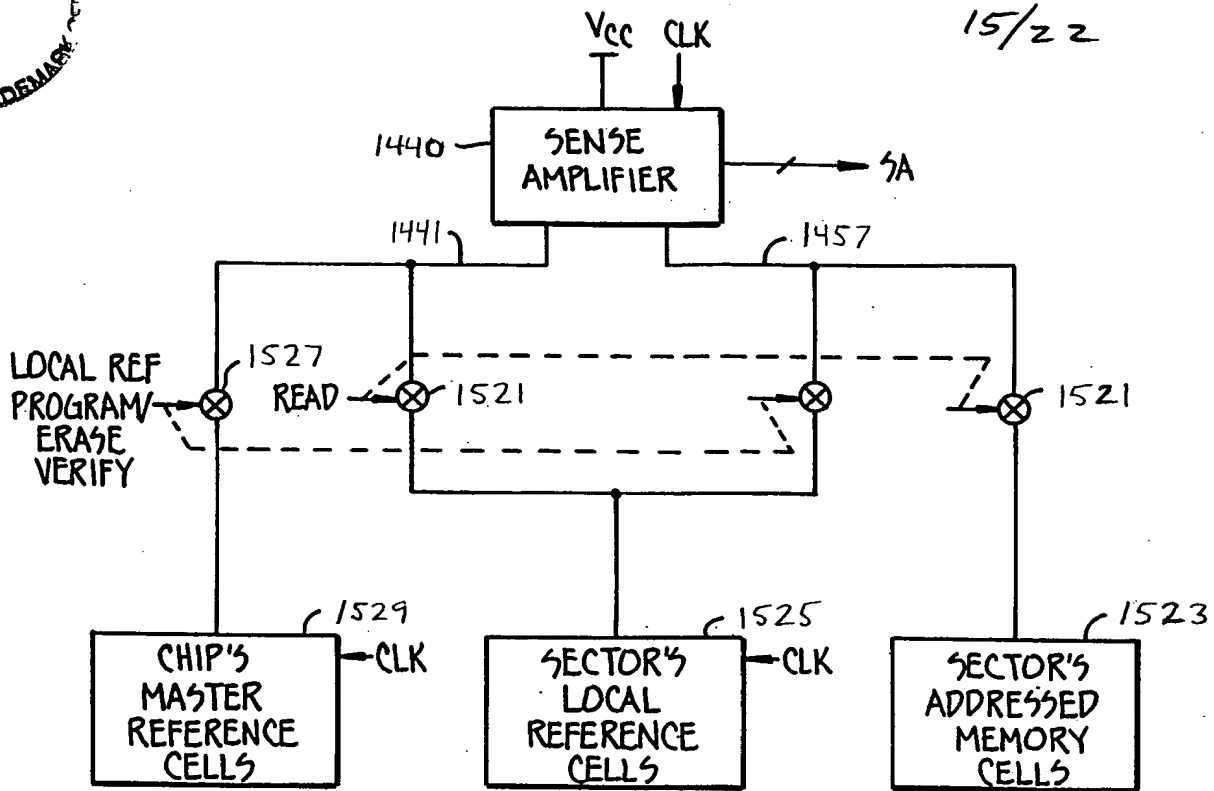 15/22
DEMARK
VCC CLK
1440
SENSE
AMPLIFIER
SA
1441
1457
LOCAL REF
PROGRAM/
ERASE
VERIFY
1527
READ
1521
1521
1529
CHIP'S
MASTER
REFERENCE
CELLS
CLK
1525
SECTOR'S
LOCAL
REFERENCE
CELLS
CLK
1523
SECTOR'S
ADDRESSED
MEMORY
CELLS